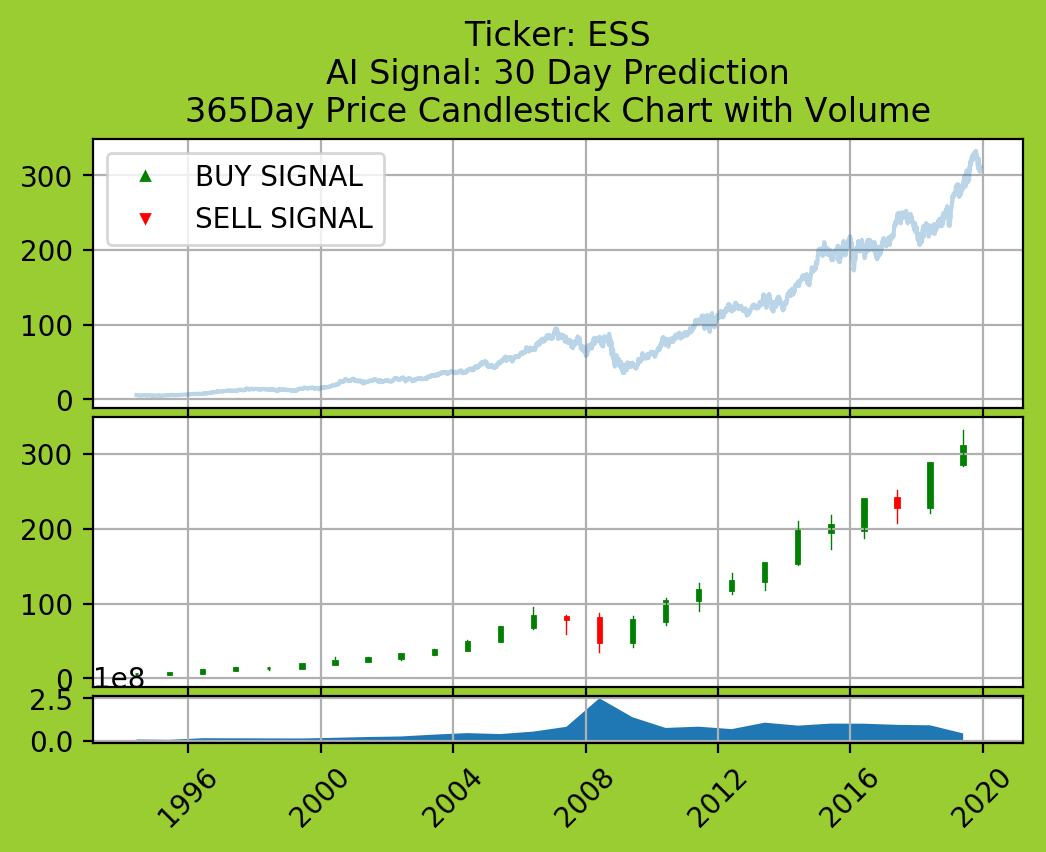 Ticker: ESS
AI Signal: 30 Day Prediction
365Day Price Candlestick Chart with Volume
BUY SIGNAL
SELL SIGNAL
300
200
100
0
300
200
100
0
1e8
2.5
0.0
1996
2000
2004
2008
2012
2016
2020